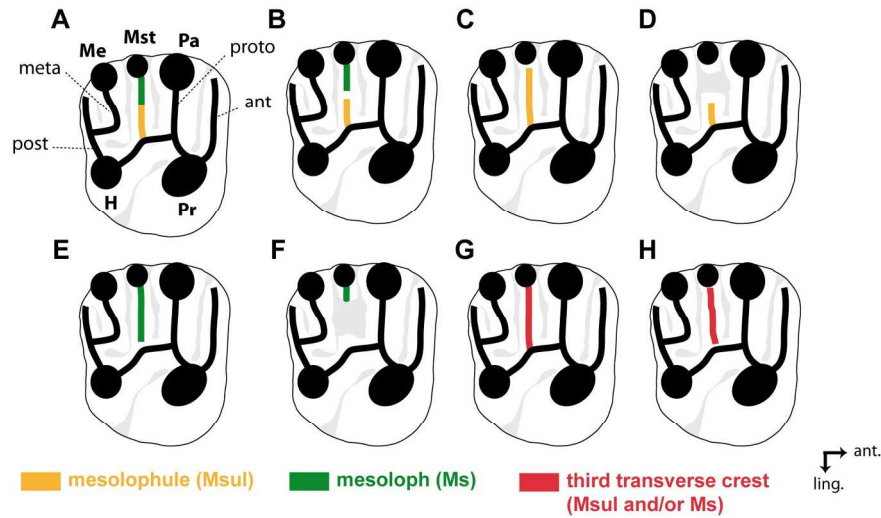 A B C D
Me Mst Pa proto
meta ant
post
H Pr
E F G H
mesolophule (Msul) mesoloph (Ms) third transverse crest
(Msul and/or Ms)
ant.
ling.